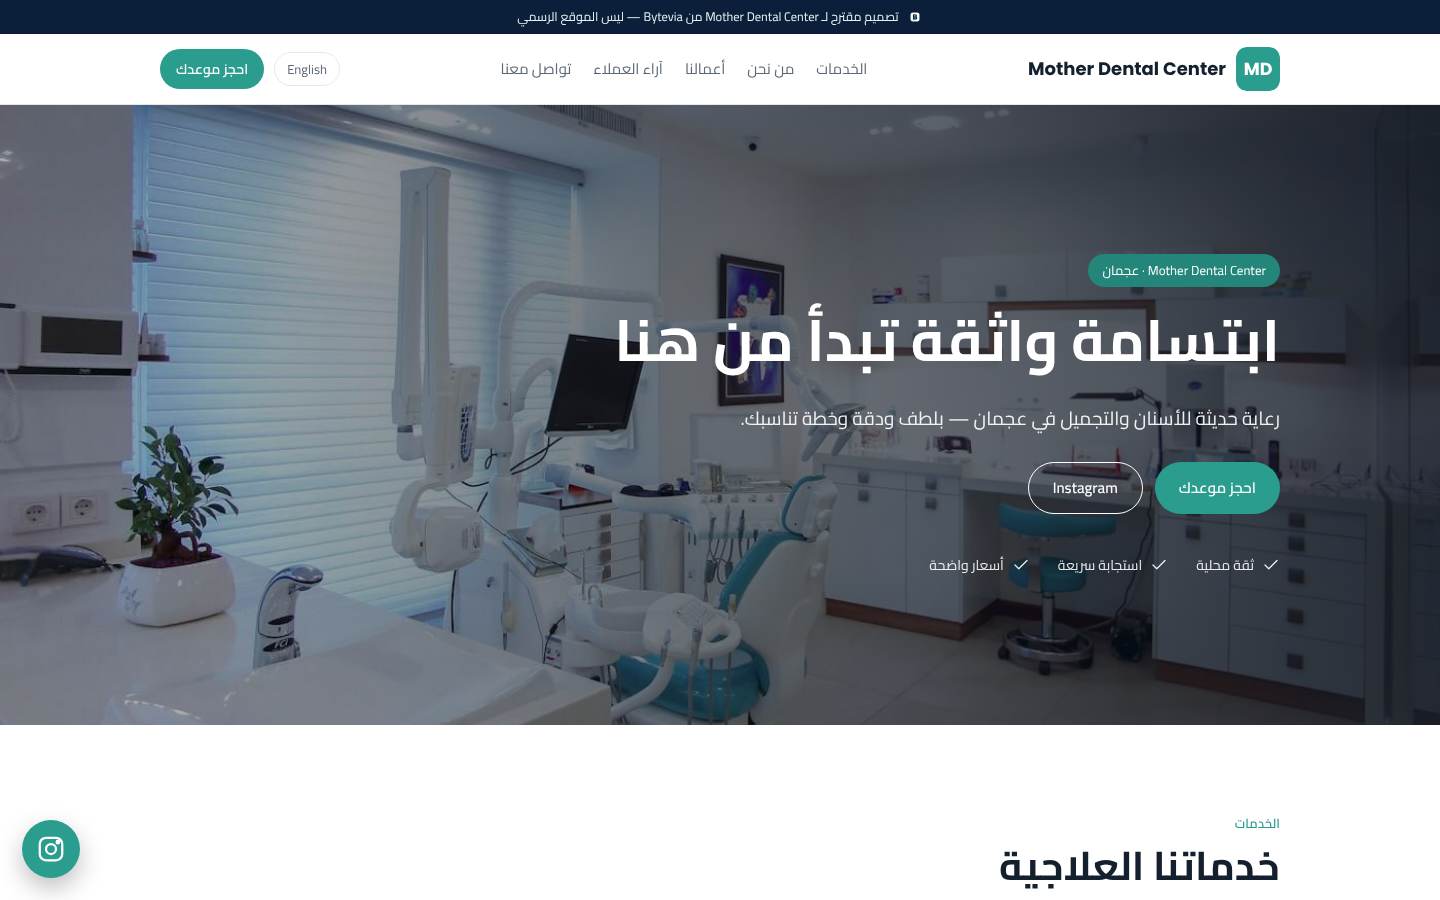 تصميم مقترح لـ Mother Dental Center من Bytevia — ليس الموقع الرسمي
MD Mother Dental Center
الخدمات من نحن أعمالنا آراء العملاء تواصل معنا
English
احجز موعدك
Mother Dental Center · عجمان
ابتسامة واثقة تبدأ من هنا
رعاية حديثة للأسنان والتجميل في عجمان — بلطف ودقة وخطة تناسبك.
احجز موعدك
Instagram
ثقة محلية
استجابة سريعة
أسعار واضحة
الخدمات
خدماتنا العلاجية